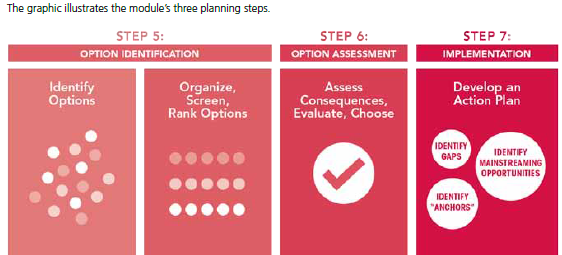 The graphic illustrates the module's three planning steps.
STEP 5:
OPTION IDENTIFICATION
Identify
Options
Organize,
Screen,
Rank Options
STEP 6:
OPTION ASSESSMENT
Assess
Consequences,
Evaluate, Choose
STEP 7:
IMPLEMENTATION
Develop an
Action Plan
IDENTIFY
GAPS
IDENTIFY
MAINSTREAMING
OPPORTUNITIES
IDENTIFY
"ANCHORS"